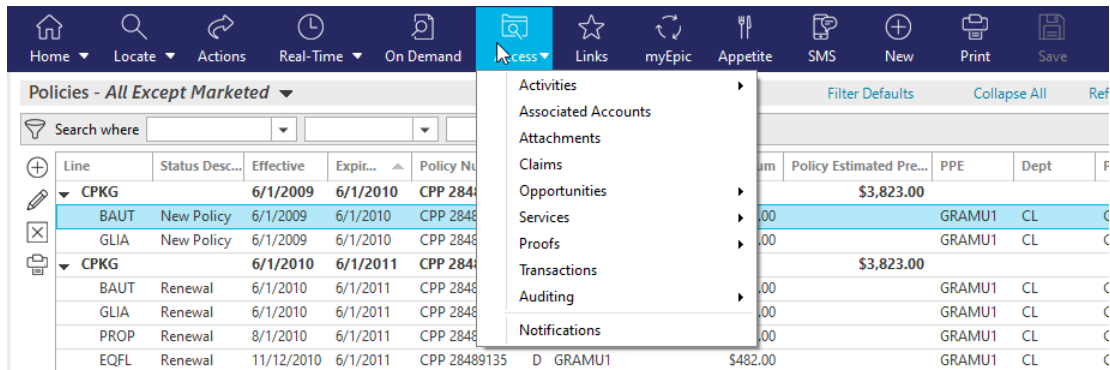 Home Locate Actions Real-Time On Demand cess Links myEpic Appetite SMS New Print Save
Policies - All Except Marketed Filter Defaults Collapse All Ref
Search where
Line Status Desc... Effective Expir... Policy Nu um Policy Estimated Pre... PPE Dept
CPKG 6/1/2009 6/1/2010 CPP 284 $3,823.00
BAUT New Policy 6/1/2009 6/1/2010 CPP 2848 .00 GRAMU1 CL
GLIA New Policy 6/1/2009 6/1/2010 CPP 2848 .00 GRAMU1 CL
CPKG 6/1/2010 6/1/2011 CPP 284 $3,823.00
BAUT Renewal 6/1/2010 6/1/2011 CPP 2848 .00 GRAMU1 CL
GLIA Renewal 6/1/2010 6/1/2011 CPP 2848 .00 GRAMU1 CL
PROP Renewal 8/1/2010 6/1/2011 CPP 2848 .00 GRAMU1 CL
EQFL Renewal 11/12/2010 6/1/2011 CPP 28489135 D GRAMU1 $482.00 GRAMU1 CL
Activities
Associated Accounts
Attachments
Claims
Opportunities
Services
Proofs
Transactions
Auditing
Notifications